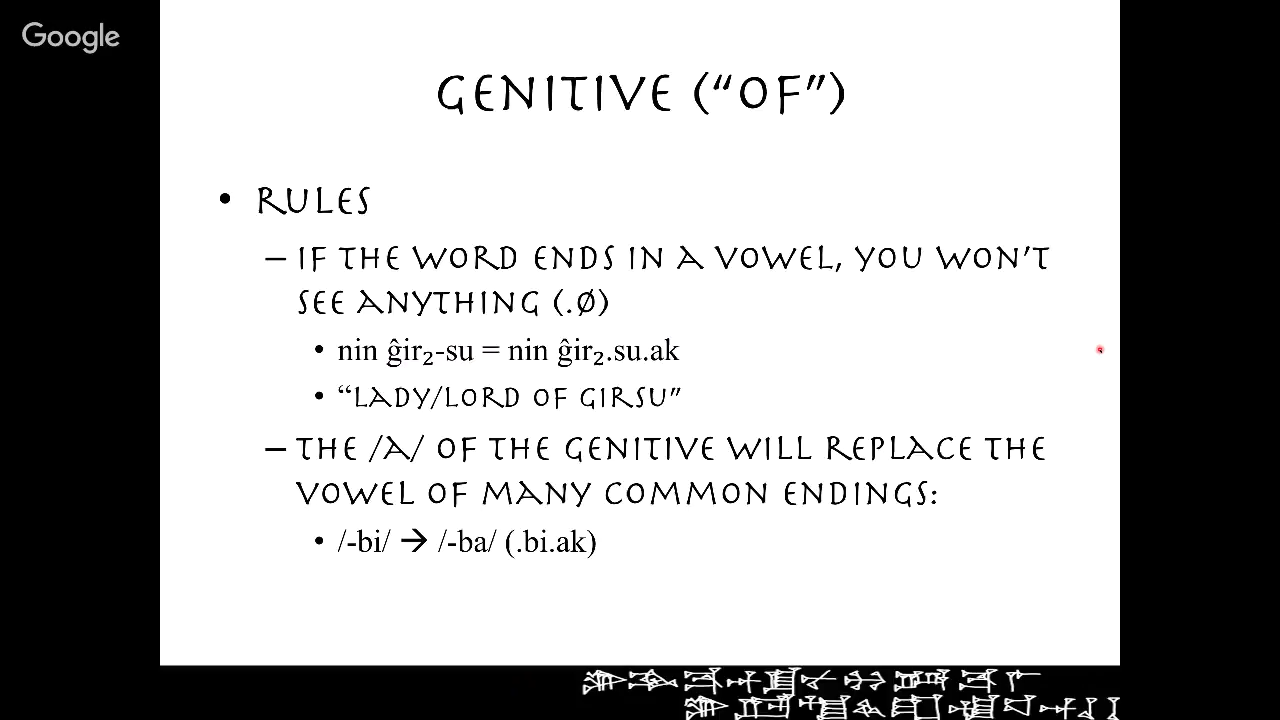 Google
GENITIVE (“OF”)
• RULES
– IF THE WORD ENDS IN A VOWEL, YOU WON’T
SEE ANYTHING (.Ø)
• nin ĝir₂-su = nin ĝir₂.su.ak
• “LADY/LORD OF GIRSU”
– THE /A/ OF THE GENITIVE WILL REPLACE THE
VOWEL OF MANY COMMON ENDINGS:
• /-bi/ → /-ba/ (.bi.ak)